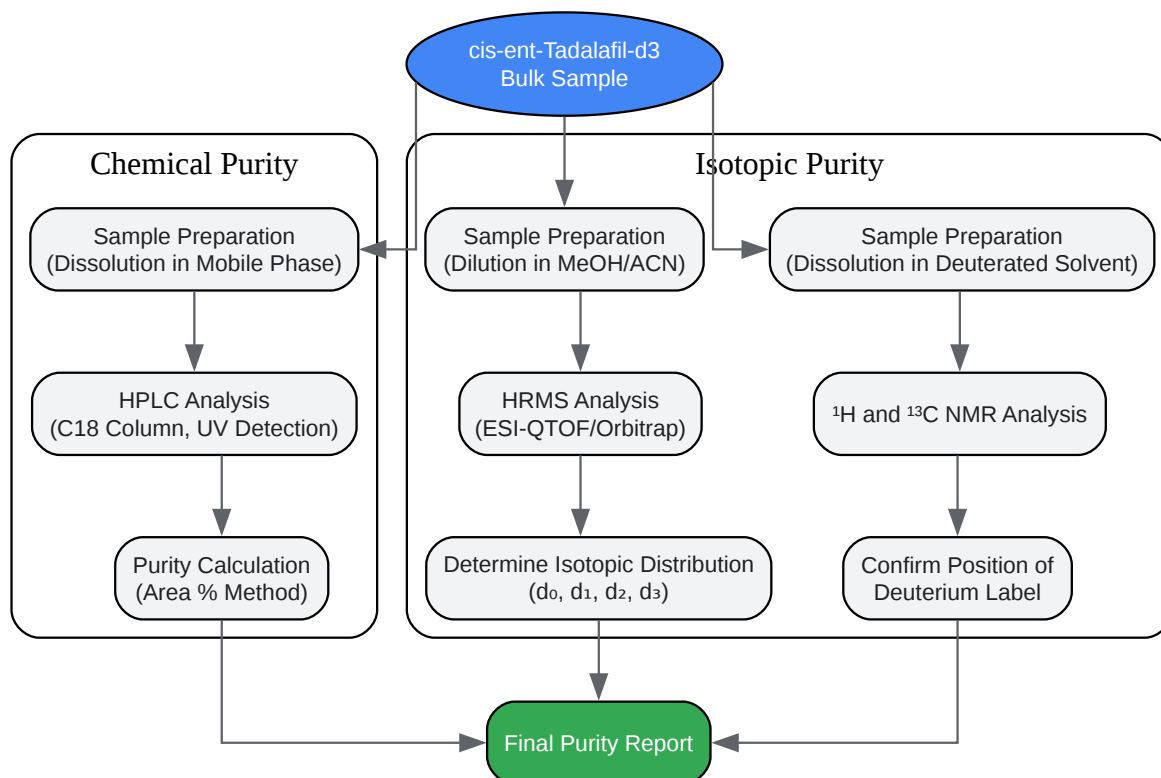 cis-ent-Tadalafil-d3
Bulk Sample
Chemical Purity
Isotopic Purity
Sample Preparation
(Dissolution in Mobile Phase)
Sample Preparation
(Dilution in MeOH/ACN)
Sample Preparation
(Dissolution in Deuterated Solvent)
HPLC Analysis
(C18 Column, UV Detection)
HRMS Analysis
(ESI-QTOF/Orbitrap)
¹H and ¹³C NMR Analysis
Purity Calculation
(Area % Method)
Determine Isotopic Distribution
(d₀, d₁, d₂, d₃)
Confirm Position of
Deuterium Label
Final Purity Report